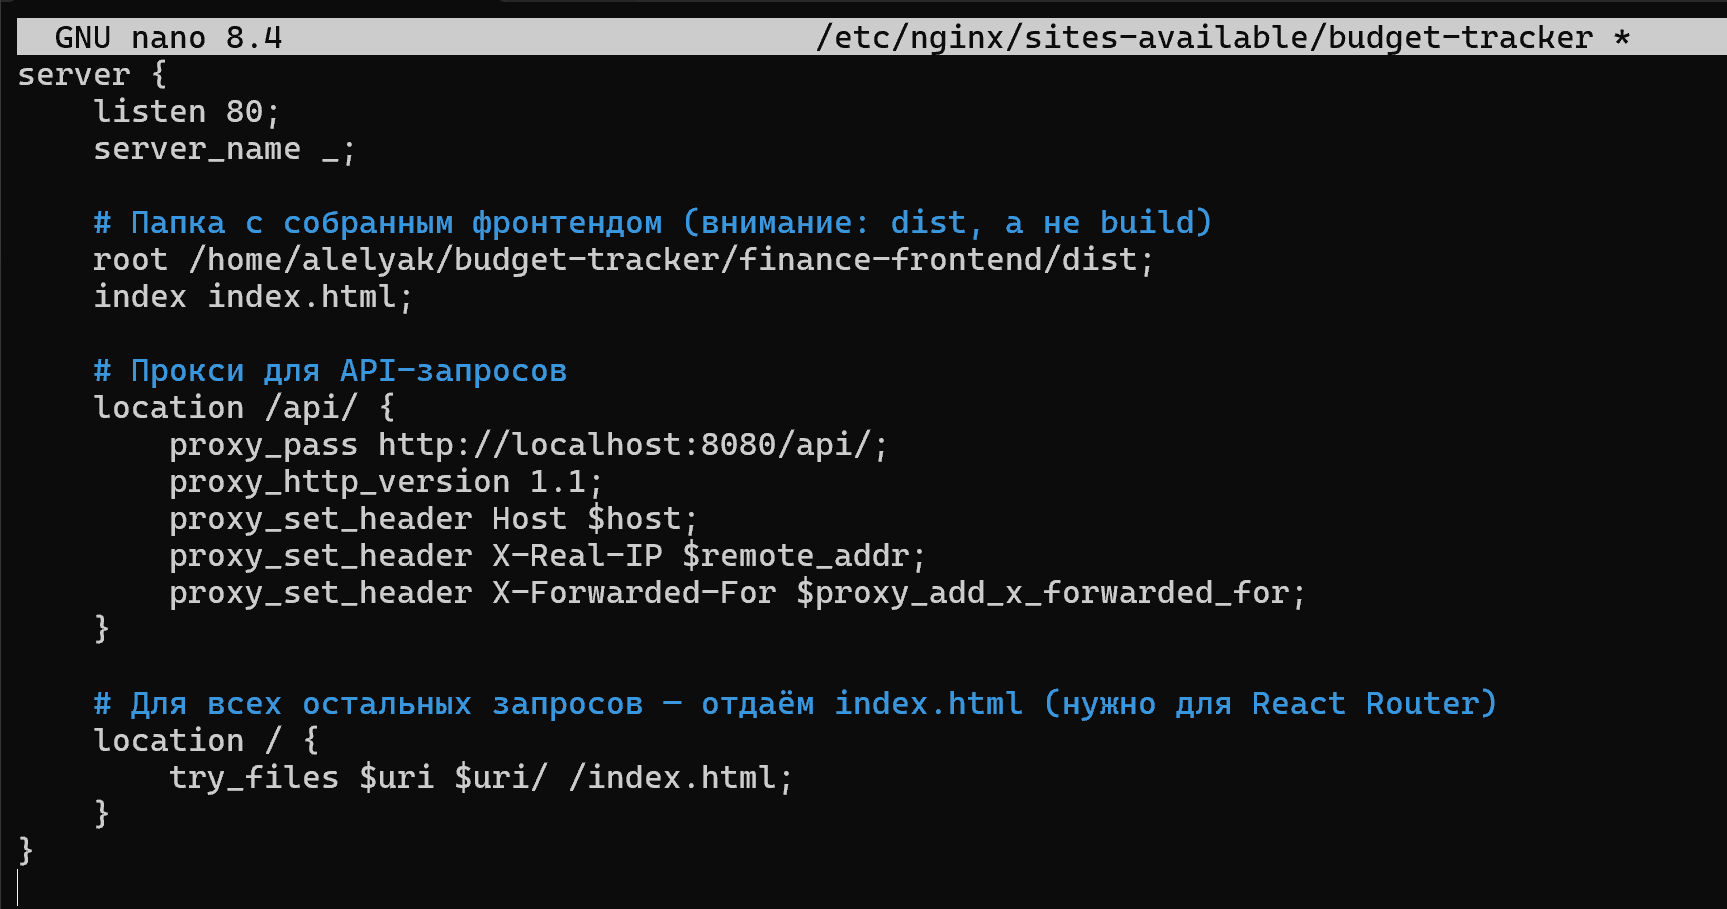 GNU nano 8.4 /etc/nginx/sites-available/budget-tracker *
server {
listen 80;
server_name _;
# Папка с собранным фронтендом (внимание: dist, а не build)
root /home/alelyak/budget-tracker/finance-frontend/dist;
index index.html;
# Прокси для API-запросов
location /api/ {
proxy_pass http://localhost:8080/api/;
proxy_http_version 1.1;
proxy_set_header Host $host;
proxy_set_header X-Real-IP $remote_addr;
proxy_set_header X-Forwarded-For $proxy_add_x_forwarded_for;
}
# Для всех остальных запросов — отдаём index.html (нужно для React Router)
location / {
try_files $uri $uri/ /index.html;
}
}